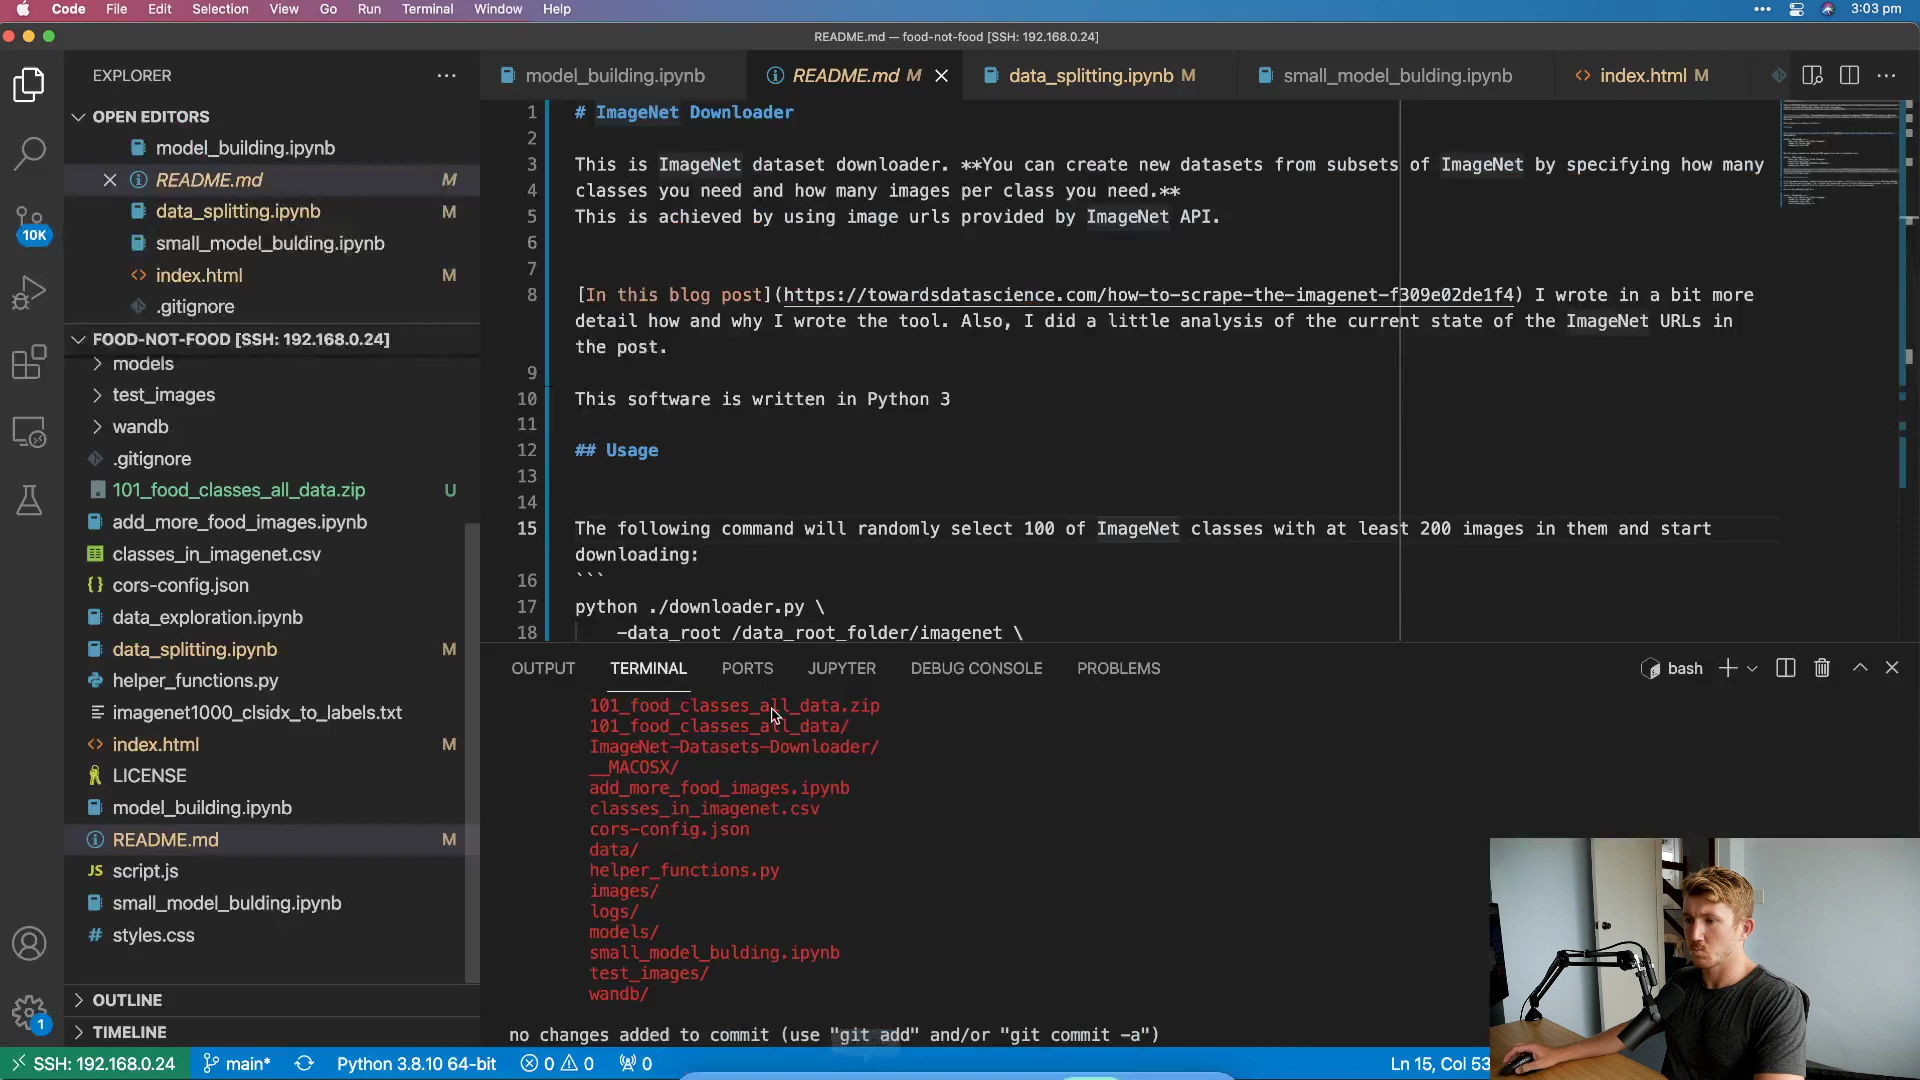 Code File Edit Selection View Go Run Terminal Window Help 3:03 pm
README.md — food-not-food [SSH: 192.168.0.24]
EXPLORER
OPEN EDITORS
model_building.ipynb
README.md M
data_splitting.ipynb M
small_model_bulding.ipynb
index.html M
.gitignore
10K
FOOD-NOT-FOOD [SSH: 192.168.0.24]
models
test_images
wandb
.gitignore
101_food_classes_all_data.zip U
add_more_food_images.ipynb
classes_in_imagenet.csv
cors-config.json
data_exploration.ipynb
data_splitting.ipynb M
helper_functions.py
imagenet1000_clsidx_to_labels.txt
index.html M
LICENSE
model_building.ipynb
README.md M
script.js
small_model_bulding.ipynb
styles.css
OUTLINE
TIMELINE
1
model_building.ipynb README.md M data_splitting.ipynb M small_model_bulding.ipynb index.html M
1 # ImageNet Downloader
2
3 This is ImageNet dataset downloader. **You can create new datasets from subsets of ImageNet by specifying how many
4 classes you need and how many images per class you need.**
5 This is achieved by using image urls provided by ImageNet API.
6
7
8 [In this blog post](https://towardsdatascience.com/how-to-scrape-the-imagenet-f309e02de1f4) I wrote in a bit more
detail how and why I wrote the tool. Also, I did a little analysis of the current state of the ImageNet URLs in
the post.
9
10 This software is written in Python 3
11
12 ## Usage
13
14
15 The following command will randomly select 100 of ImageNet classes with at least 200 images in them and start
downloading:
16 ```
17 python ./downloader.py \
18 -data_root /data_root_folder/imagenet \
OUTPUT TERMINAL PORTS JUPYTER DEBUG CONSOLE PROBLEMS bash
101_food_classes_all_data.zip
101_food_classes_all_data/
ImageNet-Datasets-Downloader/
__MACOSX/
add_more_food_images.ipynb
classes_in_imagenet.csv
cors-config.json
data/
helper_functions.py
images/
logs/
models/
small_model_bulding.ipynb
test_images/
wandb/
no changes added to commit (use "git add" and/or "git commit -a")
SSH: 192.168.0.24 main* Python 3.8.10 64-bit 0 0 0 Ln 15, Col 53